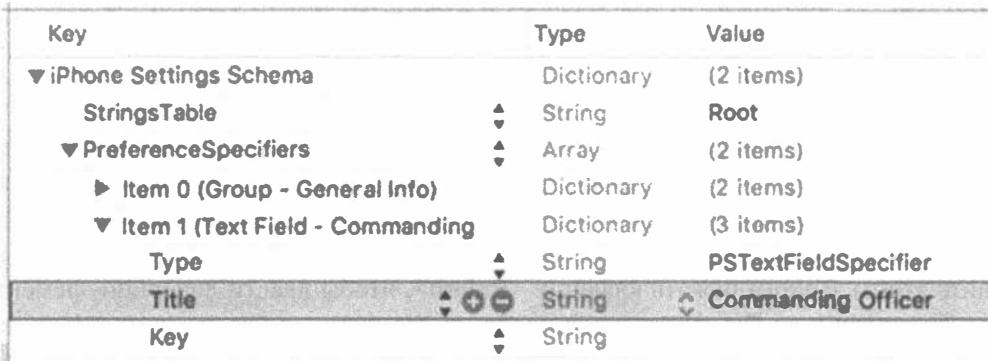 Key Type Value
iPhone Settings Schema Dictionary (2 items)
StringsTable String Root
PreferenceSpecifiers Array (2 items)
Item 0 (Group - General Info) Dictionary (2 items)
Item 1 (Text Field - Commanding Dictionary (3 items)
Type String PSTextFieldSpecifier
Title String Commanding Officer
Key String